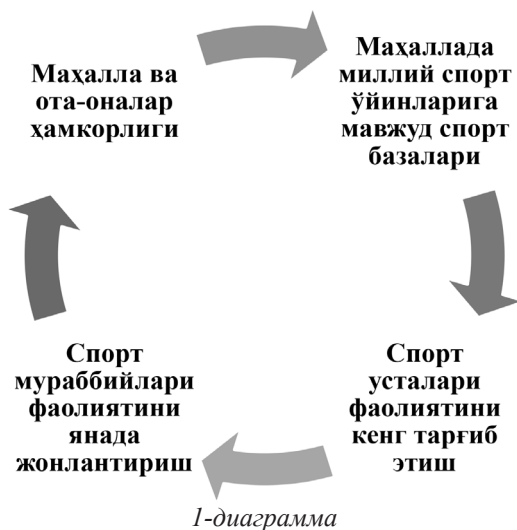 Маҳалла ва
ота-оналар
ҳамкорлиги
Маҳаллада
миллий спорт
ўйинларига
мавжуд спорт
базалари
Спорт
усталари
фаолиятини
кенг тарғиб
этиш
Спорт
мураббийлари
фаолиятини
янада
жонлантириш
1-диаграмма